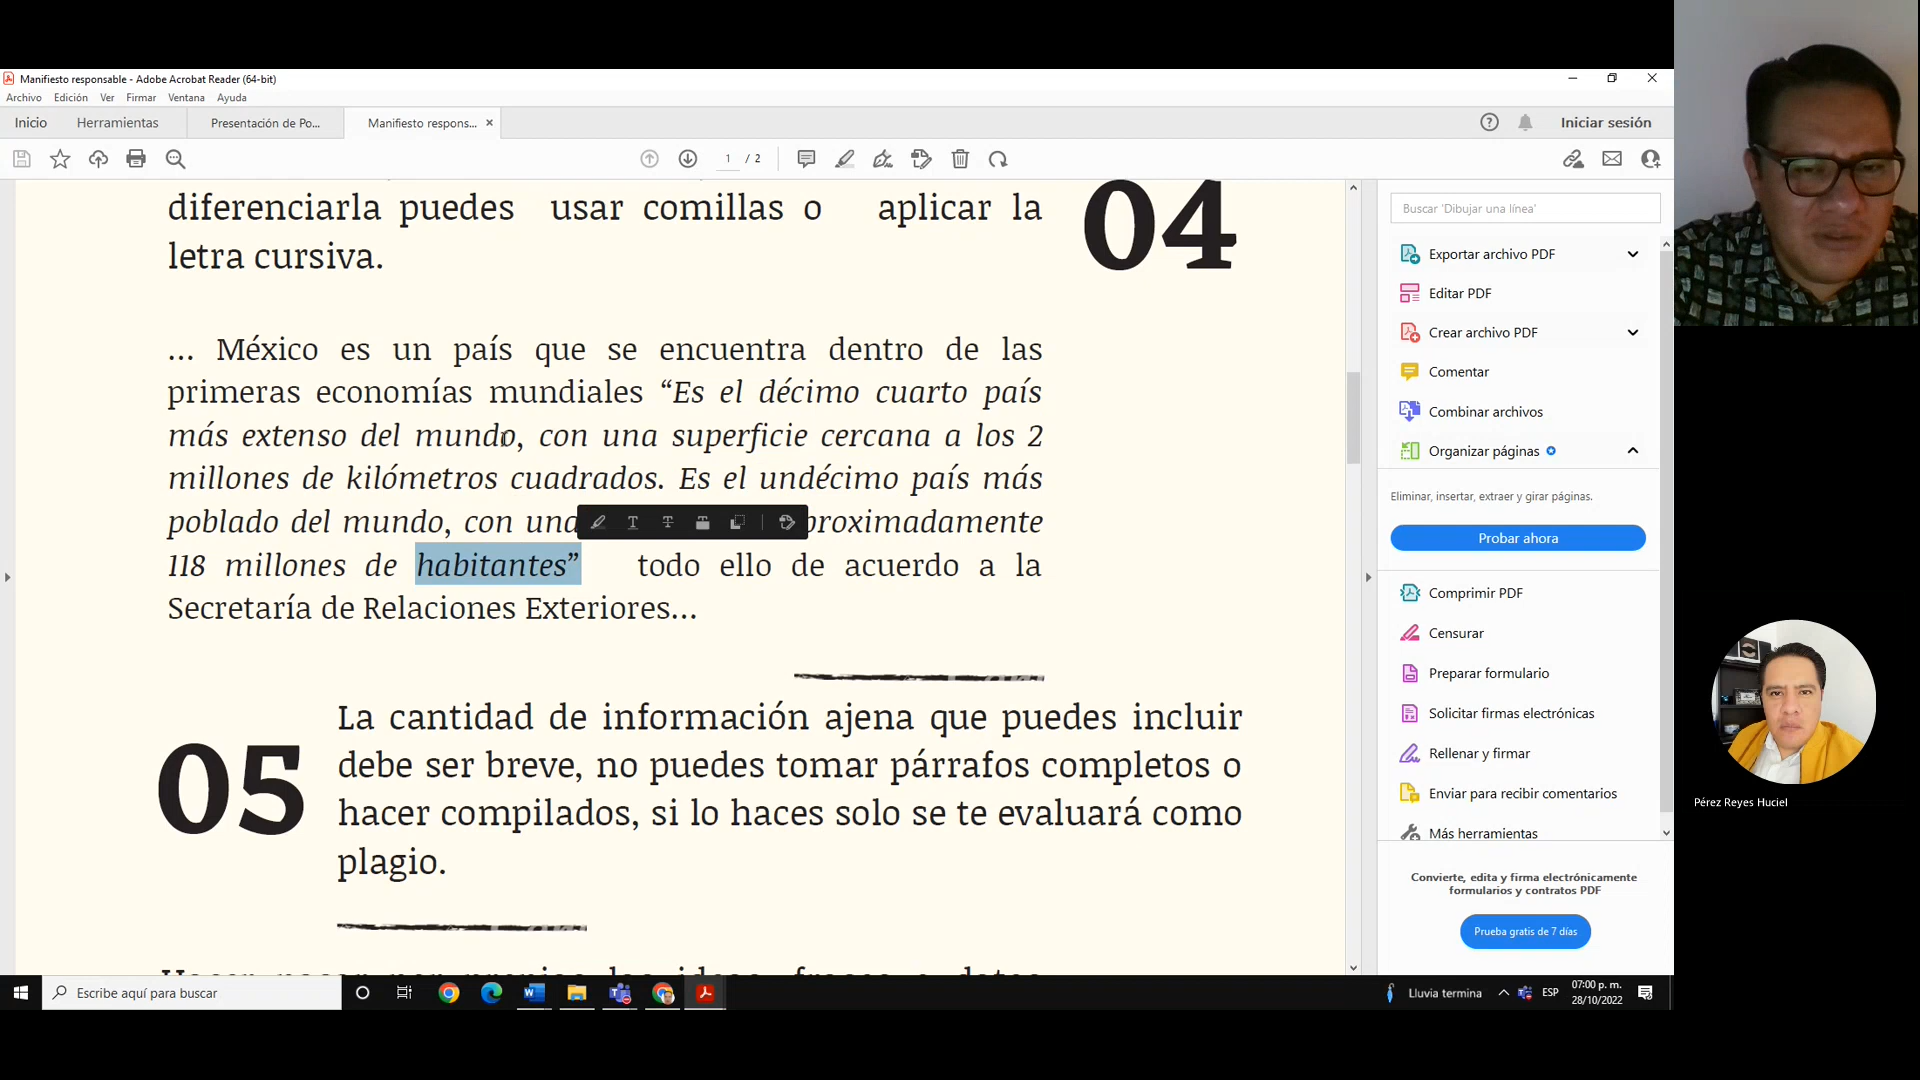 Manifiesto responsable - Adobe Acrobat Reader (64-bit)
Archivo Edición Ver Firmar Ventana Ayuda
Inicio Herramientas Presentación de Po... Manifiesto respons... × Iniciar sesión
1 / 2
diferenciarla puedes usar comillas o aplicar la
letra cursiva.
04
... México es un país que se encuentra dentro de las
primeras economías mundiales “Es el décimo cuarto país
más extenso del mundo, con una superficie cercana a los 2
millones de kilómetros cuadrados. Es el undécimo país más
poblado del mundo, con una proximadamente
118 millones de habitantes” todo ello de acuerdo a la
Secretaría de Relaciones Exteriores...
05
La cantidad de información ajena que puedes incluir
debe ser breve, no puedes tomar párrafos completos o
hacer compilados, si lo haces solo se te evaluará como
plagio.
Buscar 'Dibujar una línea'
Exportar archivo PDF
Editar PDF
Crear archivo PDF
Comentar
Combinar archivos
Organizar páginas
Eliminar, insertar, extraer y girar páginas.
Probar ahora
Comprimir PDF
Censurar
Preparar formulario
Solicitar firmas electrónicas
Rellenar y firmar
Enviar para recibir comentarios
Más herramientas
Convierte, edita y firma electrónicamente
formularios y contratos PDF
Prueba gratis de 7 días
Pérez Reyes Huciel
Escribe aquí para buscar
Lluvia termina
ESP
07:00 p. m.
28/10/2022